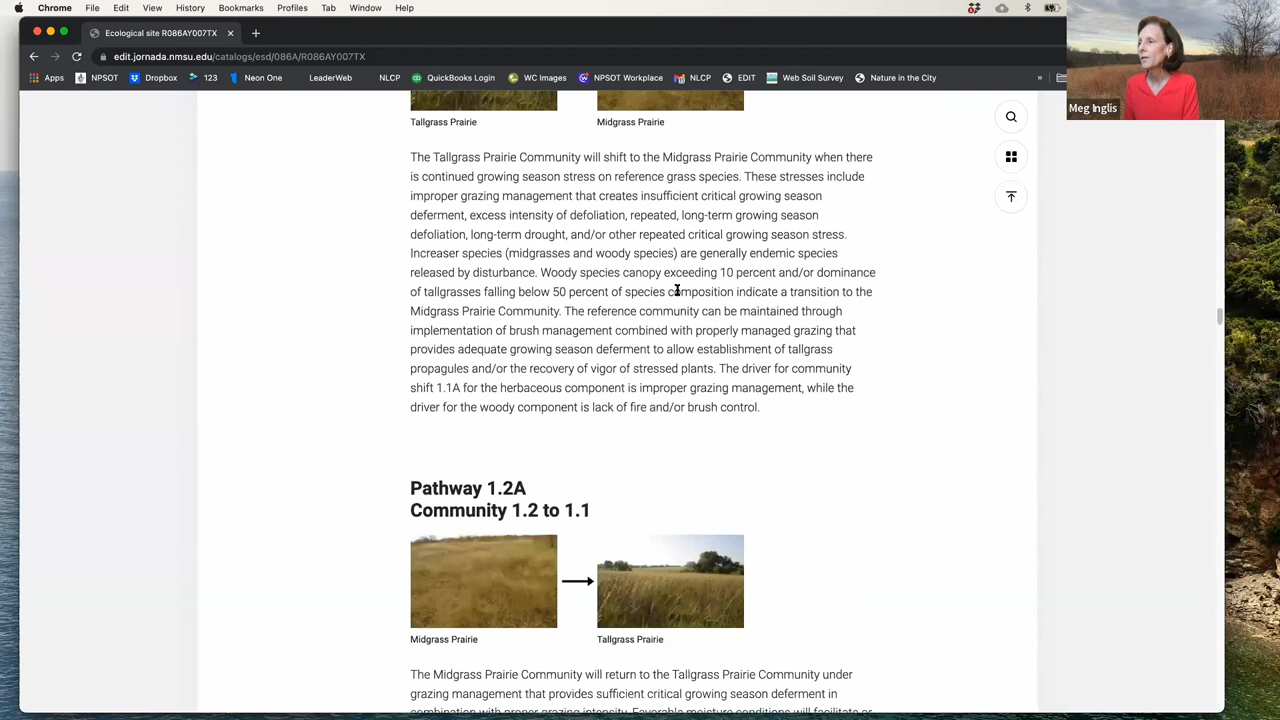 Chrome File Edit View History Bookmarks Profiles Tab Window Help
Ecological site R086AY007TX
edit.jornada.nmsu.edu/catalogs/esd/086A/R086AY007TX
Apps NPSOT Dropbox 123 Neon One LeaderWeb NLCP QuickBooks Login WC Images NPSOT Workplace NLCP EDIT Web Soil Survey Nature in the City »
Meg Inglis
Tallgrass Prairie Midgrass Prairie
The Tallgrass Prairie Community will shift to the Midgrass Prairie Community when there
is continued growing season stress on reference grass species. These stresses include
improper grazing management that creates insufficient critical growing season
deferment, excess intensity of defoliation, repeated, long-term growing season
defoliation, long-term drought, and/or other repeated critical growing season stress.
Increaser species (midgrasses and woody species) are generally endemic species
released by disturbance. Woody species canopy exceeding 10 percent and/or dominance
of tallgrasses falling below 50 percent of species composition indicate a transition to the
Midgrass Prairie Community. The reference community can be maintained through
implementation of brush management combined with properly managed grazing that
provides adequate growing season deferment to allow establishment of tallgrass
propagules and/or the recovery of vigor of stressed plants. The driver for community
shift 1.1A for the herbaceous component is improper grazing management, while the
driver for the woody component is lack of fire and/or brush control.
Pathway 1.2A
Community 1.2 to 1.1
Midgrass Prairie Tallgrass Prairie
The Midgrass Prairie Community will return to the Tallgrass Prairie Community under
grazing management that provides sufficient critical growing season deferment in
combination with proper grazing intensity. Favorable moisture conditions will facilitate or